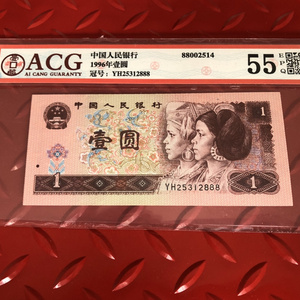 ACG
AI CANG GUARANTY
中国人民银行
1996年壹圆
冠号：YH25312888
88002514
55 EPQ
中国人民银行
壹圆
1
1
YH25312888